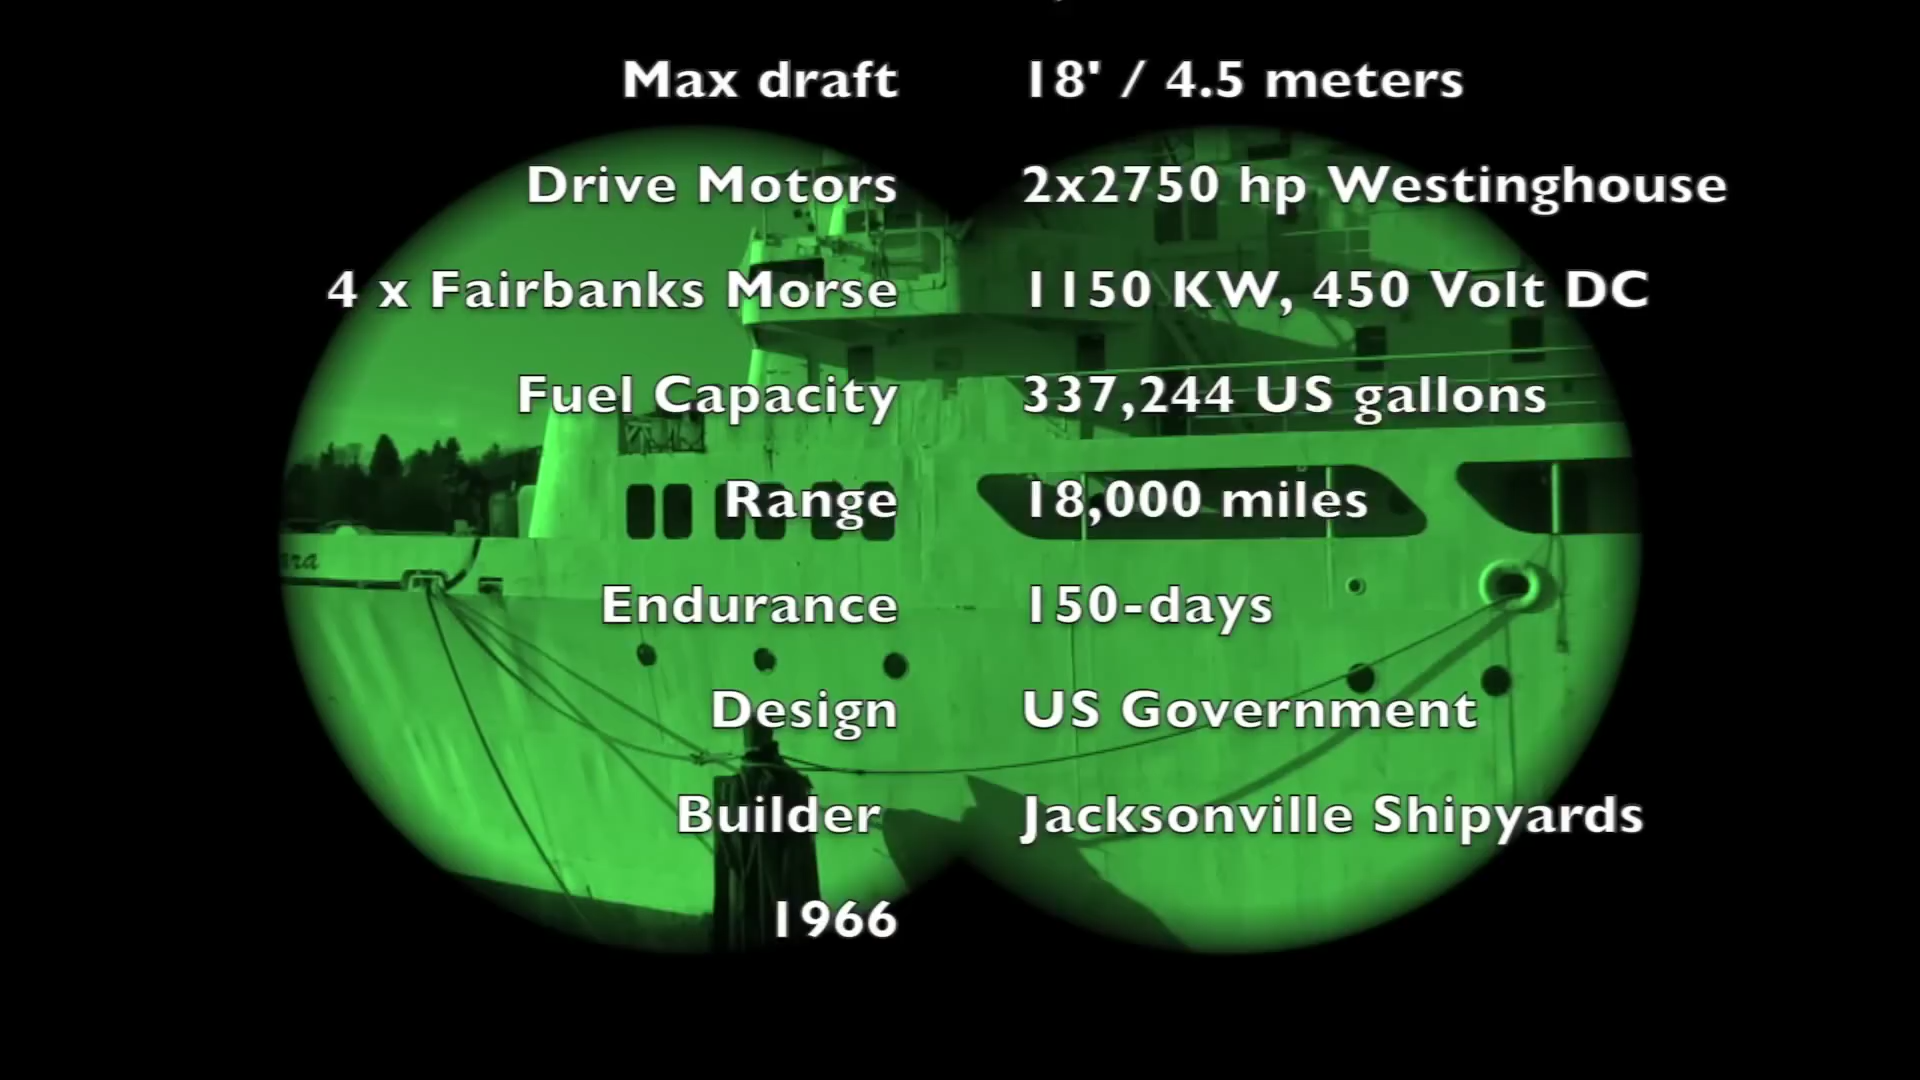 Max draft 18' / 4.5 meters
Drive Motors 2x2750 hp Westinghouse
4 x Fairbanks Morse 1150 KW, 450 Volt DC
Fuel Capacity 337,244 US gallons
Range 18,000 miles
Endurance 150-days
Design US Government
Builder Jacksonville Shipyards
1966